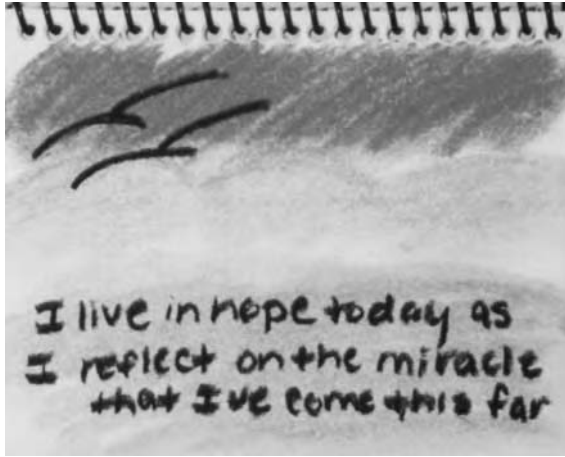 I live in hope today as
I reflect on the miracle
that I've come this far